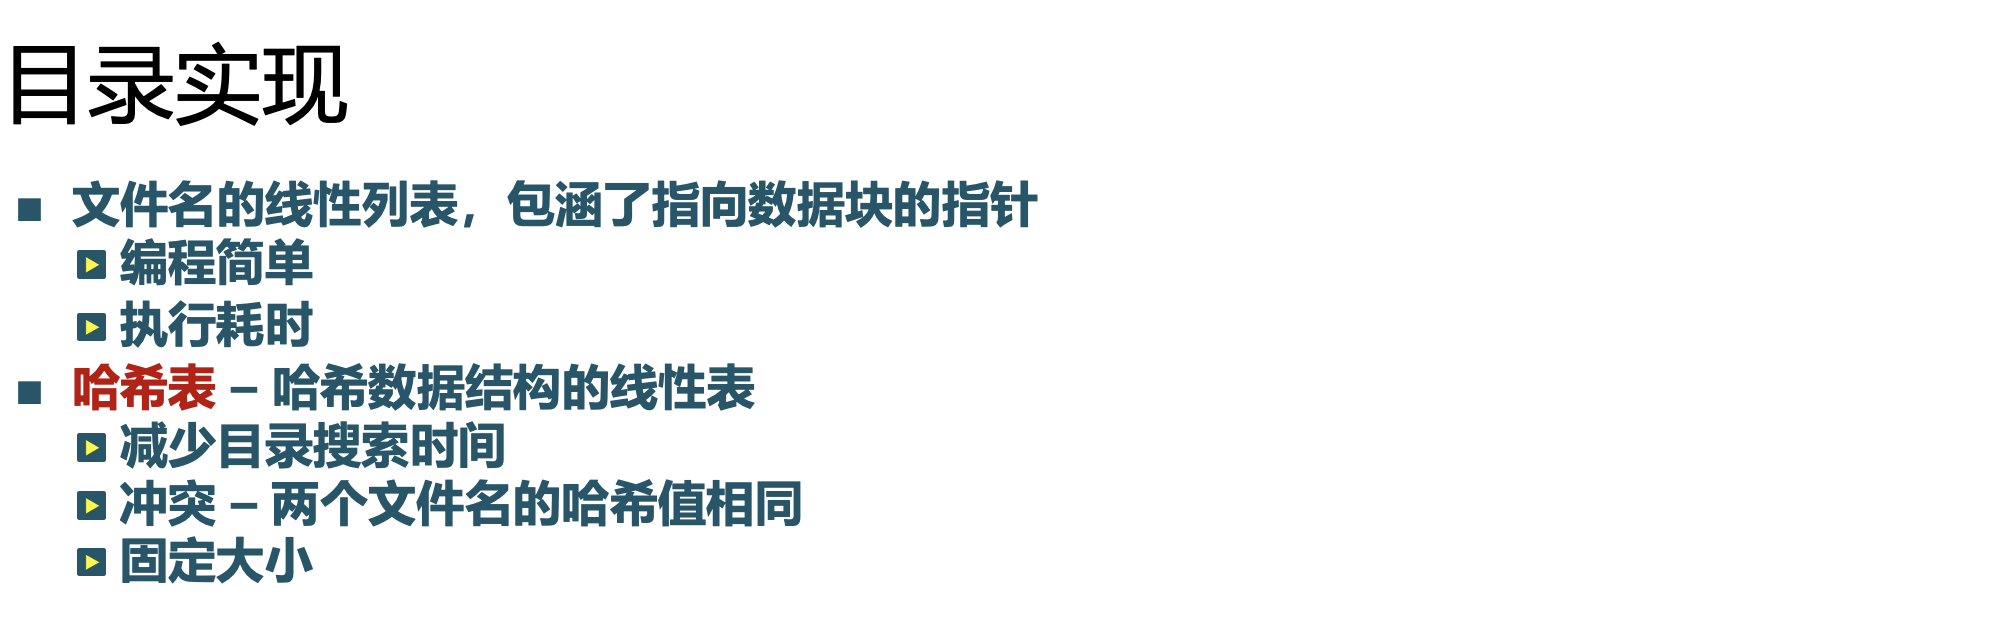 目录实现
文件名的线性列表，包涵了指向数据块的指针
编程简单
执行耗时
哈希表 – 哈希数据结构的线性表
减少目录搜索时间
冲突 – 两个文件名的哈希值相同
固定大小